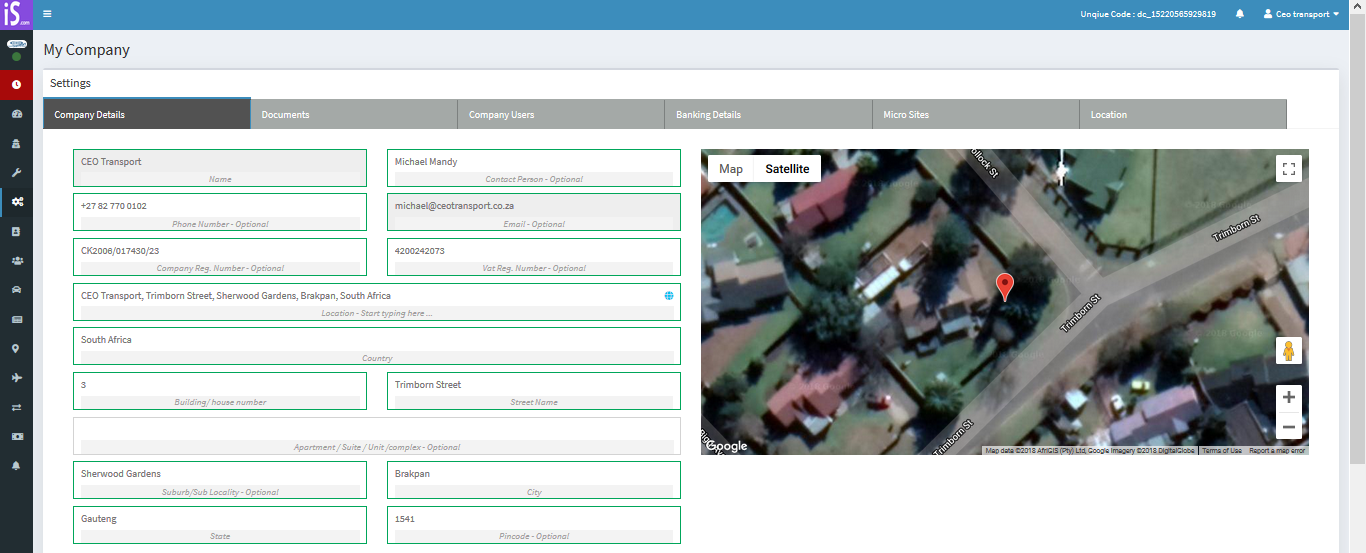 iS.com
Unqiue Code : dc_15220565929819
Ceo transport
My Company
Settings
Company Details
Documents
Company Users
Banking Details
Micro Sites
Location
CEO Transport
Name
Michael Mandy
Contact Person - Optional
+27 82 770 0102
Phone Number - Optional
michael@ceotransport.co.za
Email - Optional
CK2006/017430/23
Company Reg. Number - Optional
4200242073
Vat Reg. Number - Optional
CEO Transport, Trimborn Street, Sherwood Gardens, Brakpan, South Africa
Location - Start typing here ...
South Africa
Country
3
Building/ house number
Trimborn Street
Street Name
Apartment / Suite / Unit /complex - Optional
Sherwood Gardens
Suburb/Sub Locality - Optional
Brakpan
City
Gauteng
State
1541
Pincode - Optional
Map
Satellite
ollock St
Trimborn St
Trimborn St
Trimborn St
Google
Map data ©2018 AfriGIS (Pty) Ltd, Google Imagery ©2018 DigitalGlobe
Terms of Use
Report a map error